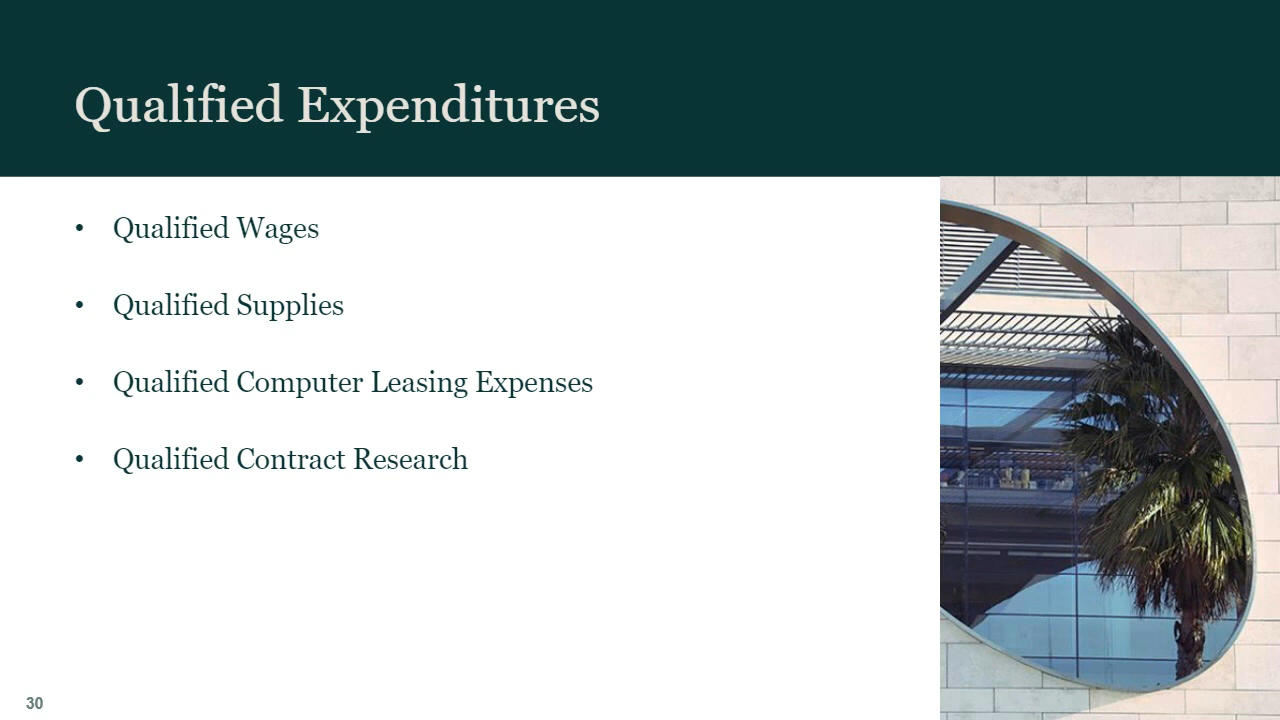 Qualified Expenditures
• Qualified Wages
• Qualified Supplies
• Qualified Computer Leasing Expenses
• Qualified Contract Research
30